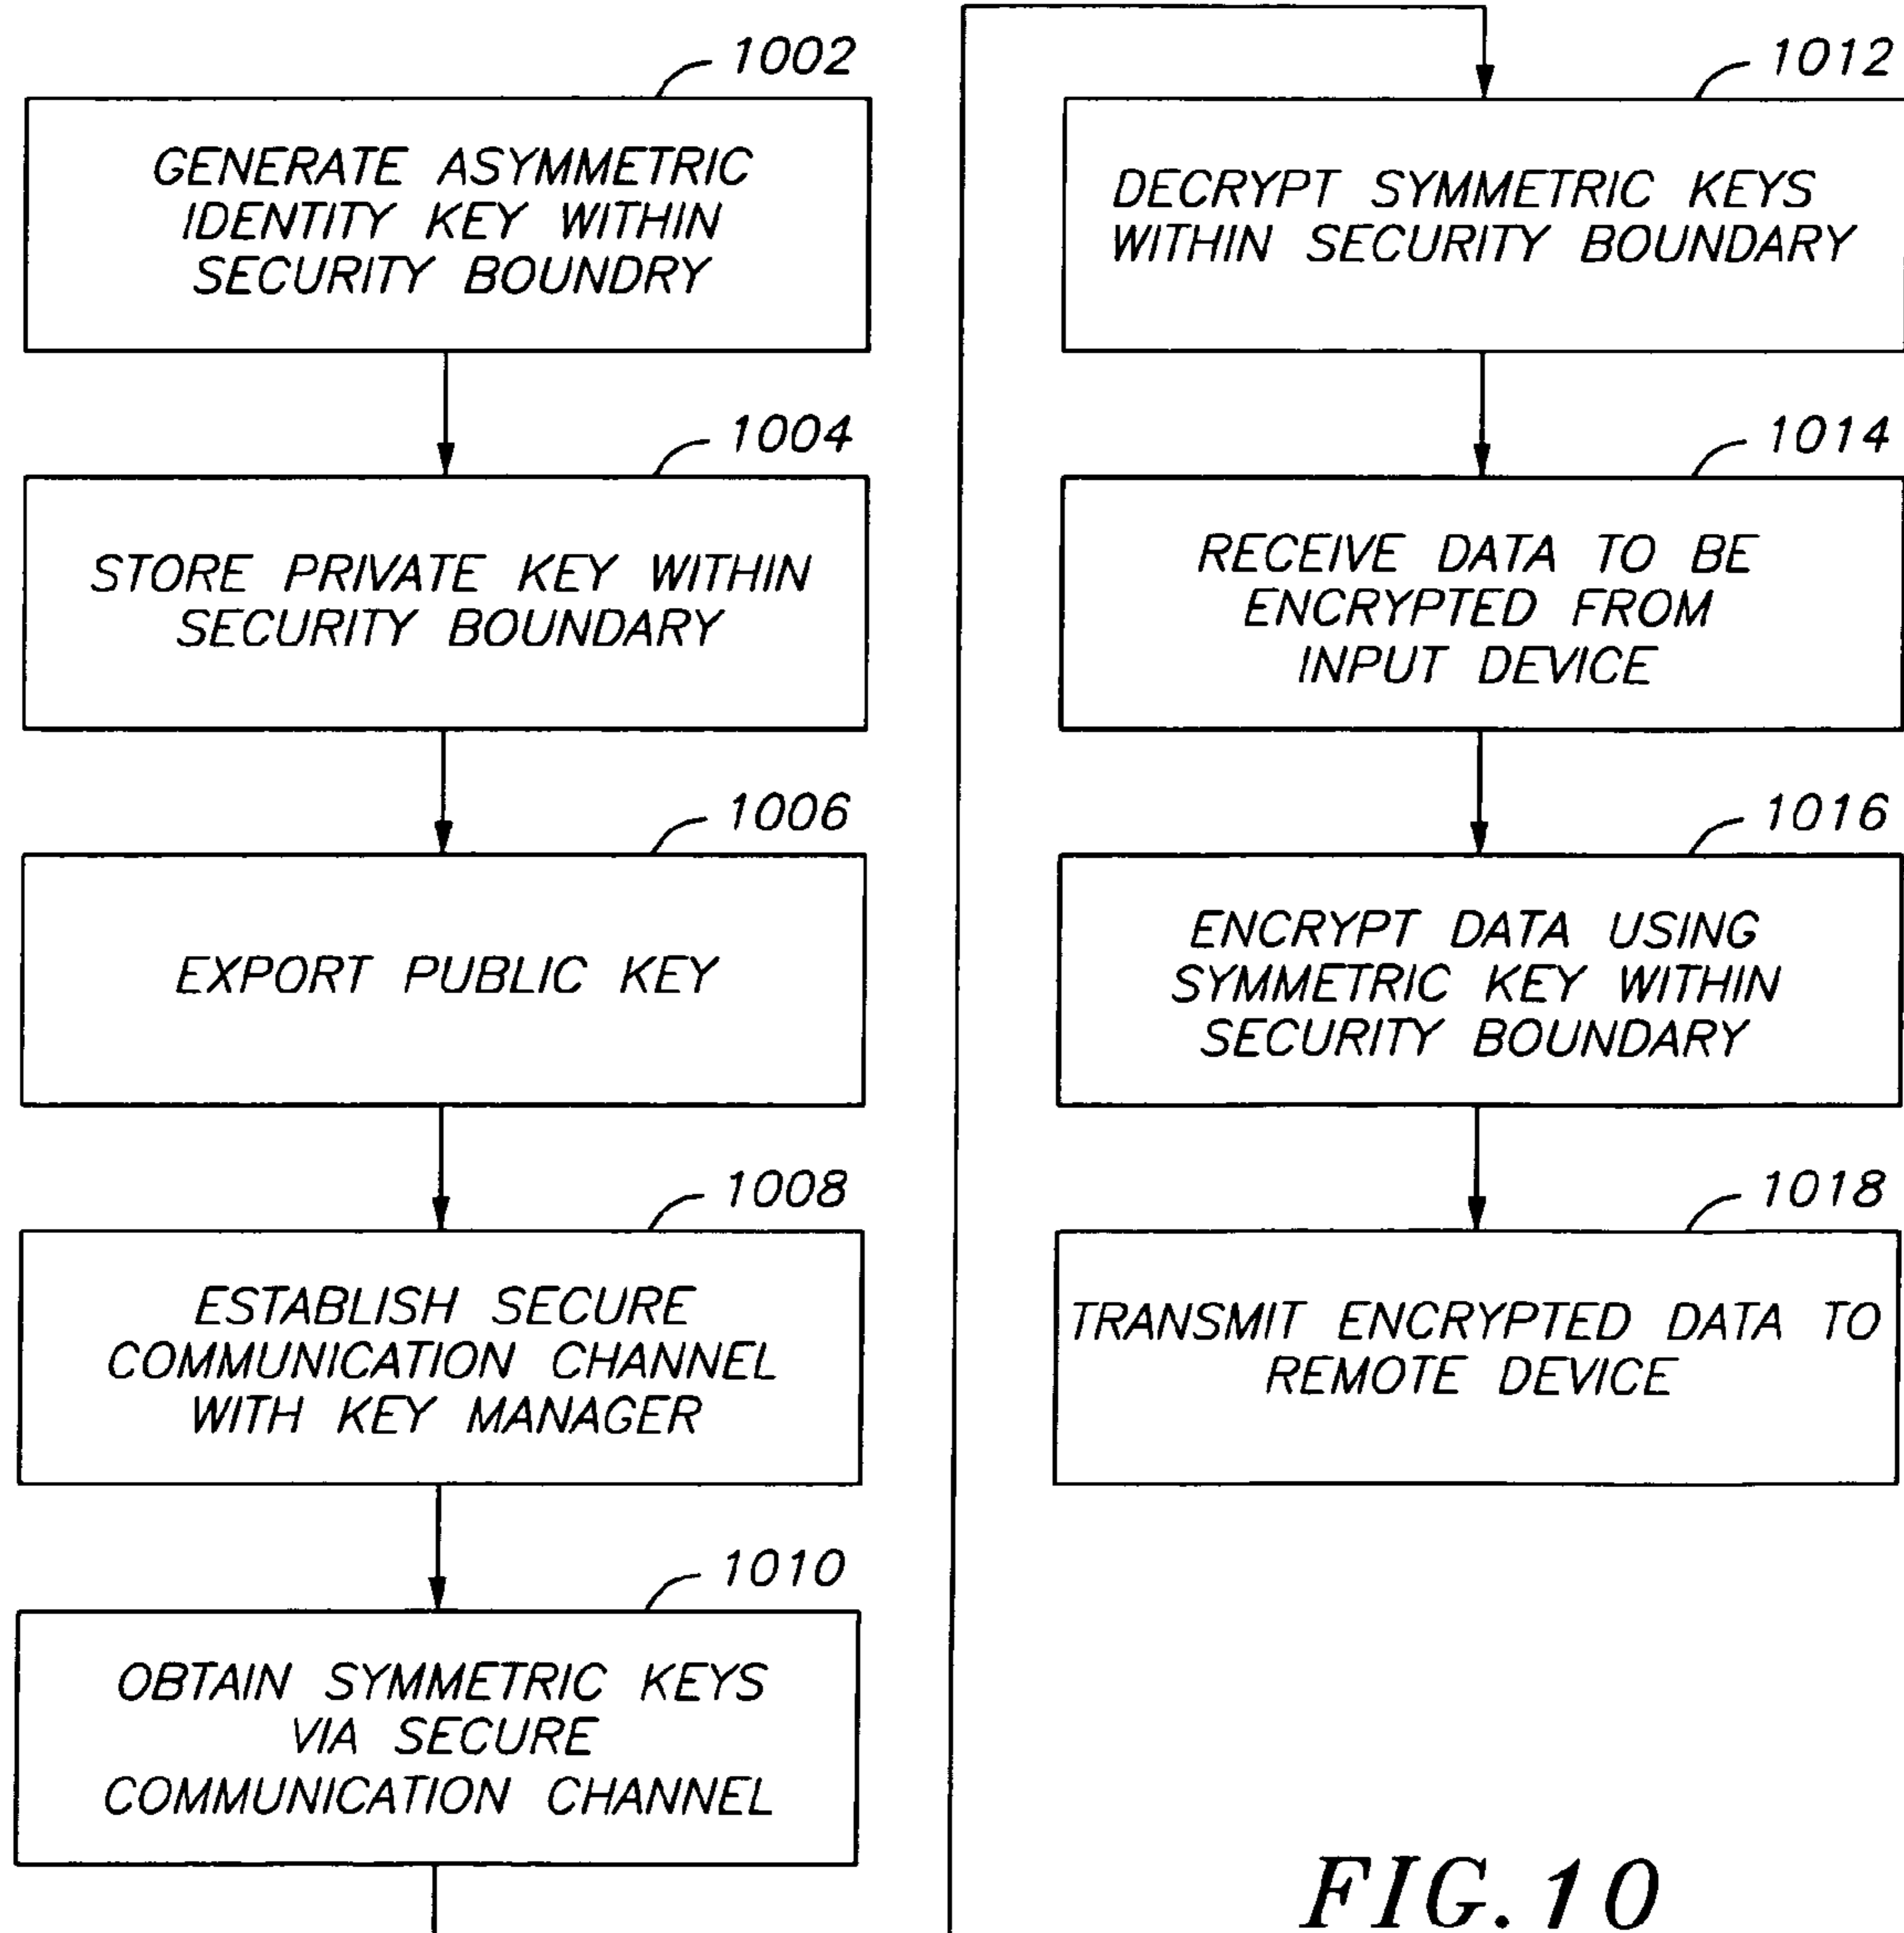 1002
GENERATE ASYMMETRIC
IDENTITY KEY WITHIN
SECURITY BOUNDRY
1004
STORE PRIVATE KEY WITHIN
SECURITY BOUNDARY
1006
EXPORT PUBLIC KEY
1008
ESTABLISH SECURE
COMMUNICATION CHANNEL
WITH KEY MANAGER
1010
OBTAIN SYMMETRIC KEYS
VIA SECURE
COMMUNICATION CHANNEL
1012
DECRYPT SYMMETRIC KEYS
WITHIN SECURITY BOUNDARY
1014
RECEIVE DATA TO BE
ENCRYPTED FROM
INPUT DEVICE
1016
ENCRYPT DATA USING
SYMMETRIC KEY WITHIN
SECURITY BOUNDARY
1018
TRANSMIT ENCRYPTED DATA TO
REMOTE DEVICE
FIG.10